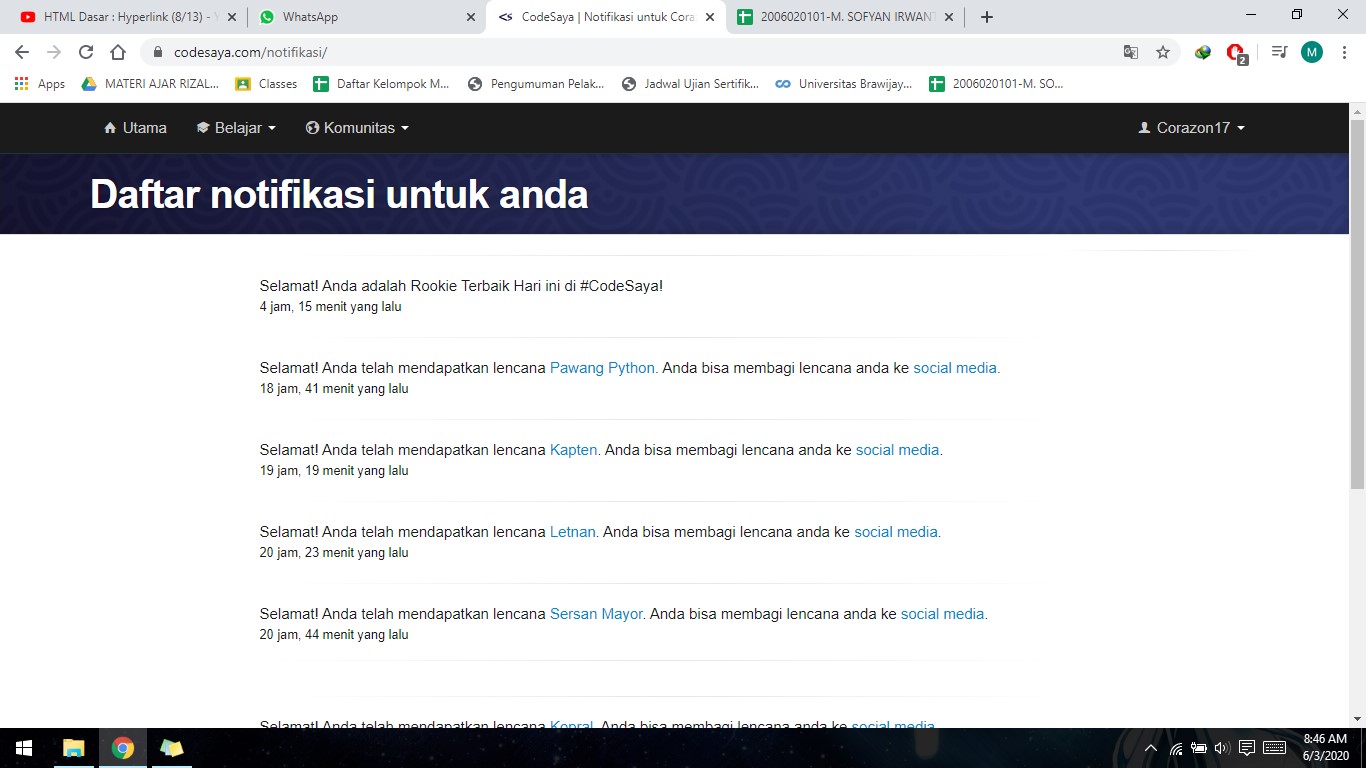 HTML Dasar : Hyperlink (8/13) -
WhatsApp
CodeSaya | Notifikasi untuk Cora
2006020101-M. SOFYAN IRWAN
codesaya.com/notifikasi/
2
M
Apps
MATERI AJAR RIZAL...
Classes
Daftar Kelompok M...
Pengumuman Pelak...
Jadwal Ujian Sertifik...
Universitas Brawijay...
2006020101-M. SO...
Utama
Belajar
Komunitas
Corazon17
Daftar notifikasi untuk anda
Selamat! Anda adalah Rookie Terbaik Hari ini di #CodeSaya!
4 jam, 15 menit yang lalu
Selamat! Anda telah mendapatkan lencana Pawang Python. Anda bisa membagi lencana anda ke social media.
18 jam, 41 menit yang lalu
Selamat! Anda telah mendapatkan lencana Kapten. Anda bisa membagi lencana anda ke social media.
19 jam, 19 menit yang lalu
Selamat! Anda telah mendapatkan lencana Letnan. Anda bisa membagi lencana anda ke social media.
20 jam, 23 menit yang lalu
Selamat! Anda telah mendapatkan lencana Sersan Mayor. Anda bisa membagi lencana anda ke social media.
20 jam, 44 menit yang lalu
Selamat! Anda telah mendapatkan lencana Kopral. Anda bisa membagi lencana anda ke social media.
8:46 AM
6/3/2020